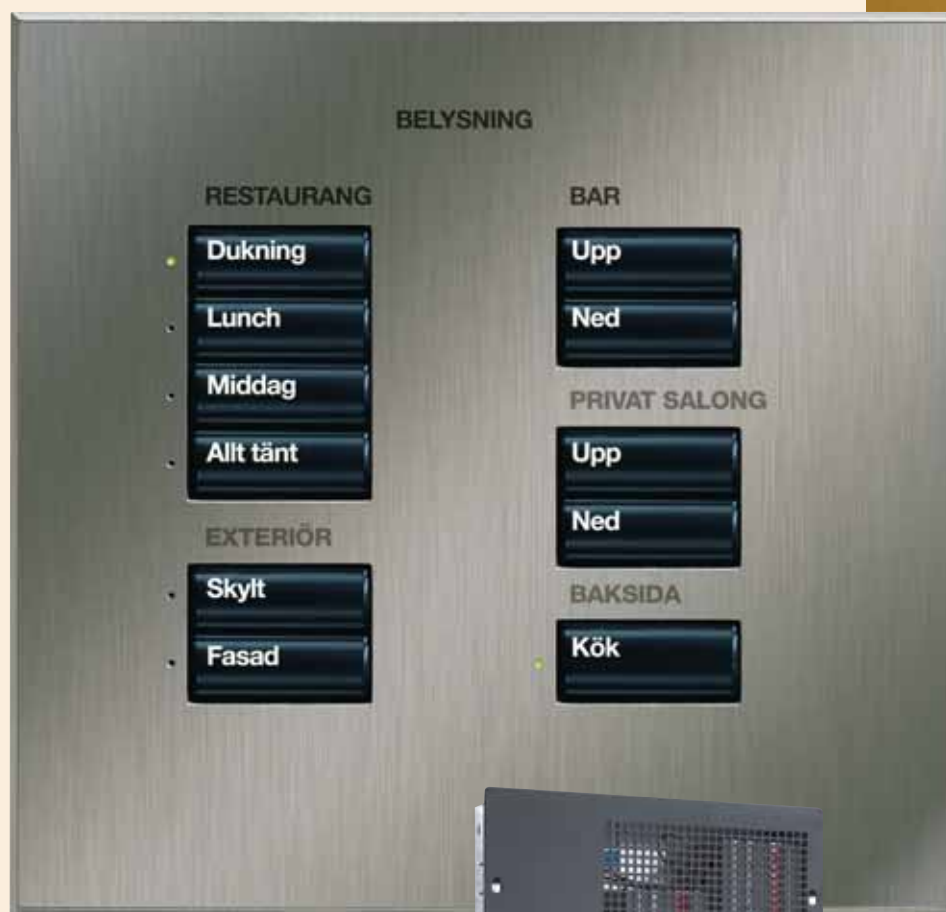 BELYSNING
RESTAURANG
Dukning
Lunch
Middag
Allt tänt
EXTERIÖR
Skylt
Fasad
BAR
Upp
Ned
PRIVAT SALONG
Upp
Ned
BAKSIDA
Kök